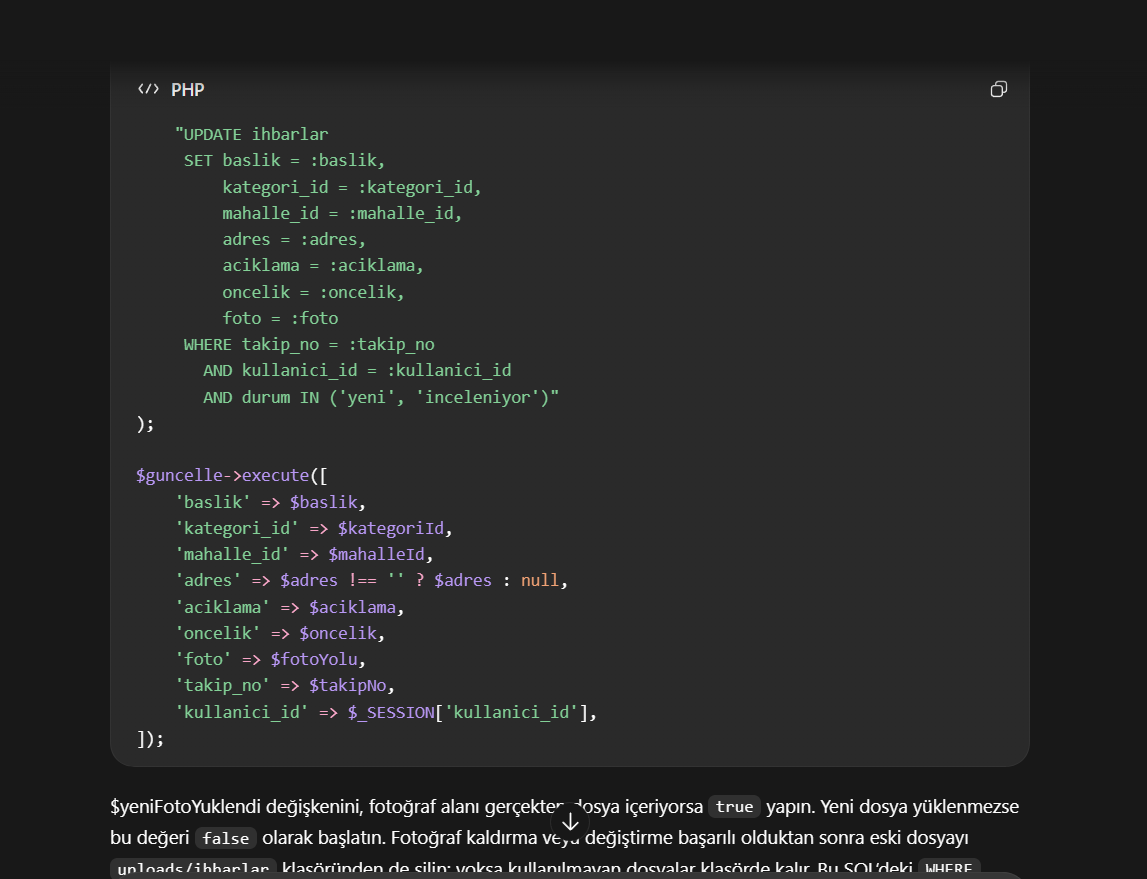 PHP
"UPDATE ihbarlar
SET baslik = :baslik,
kategori_id = :kategori_id,
mahalle_id = :mahalle_id,
adres = :adres,
aciklama = :aciklama,
oncelik = :oncelik,
foto = :foto
WHERE takip_no = :takip_no
AND kullanici_id = :kullanici_id
AND durum IN ('yeni', 'inceleniyor')"
);
$guncelle->execute([
'baslik' => $baslik,
'kategori_id' => $kategoriId,
'mahalle_id' => $mahalleId,
'adres' => $adres !== '' ? $adres : null,
'aciklama' => $aciklama,
'oncelik' => $oncelik,
'foto' => $fotoYolu,
'takip_no' => $takipNo,
'kullanici_id' => $_SESSION['kullanici_id'],
]);
$yeniFotoYuklendi değişkenini, fotoğraf alanı gerçekten dosya içeriyorsa true yapın. Yeni dosya yüklenmezse
bu değeri false olarak başlatın. Fotoğraf kaldırma veya değiştirme başarılı olduktan sonra eski dosyayı
uploads/ihbarlar klasöründen de silin; yoksa kullanılmayan dosyalar klasörde kalır. Bu SQL'deki WHERE